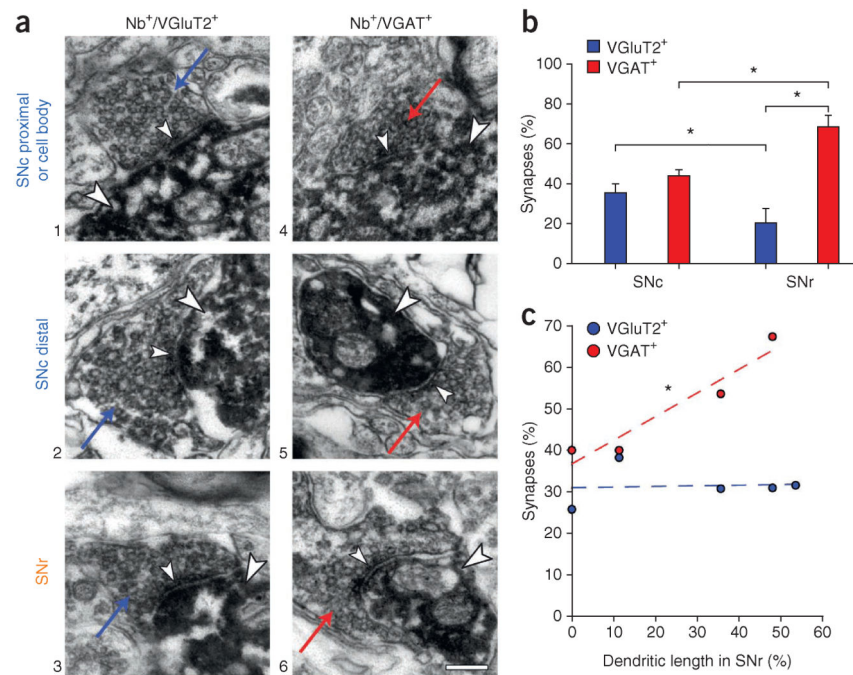 a
Nb⁺/VGluT2⁺
Nb⁺/VGAT⁺
SNc proximal
or cell body
1
4
SNc distal
2
5
SNr
3
6
b
VGluT2⁺
VGAT⁺
Synapses (%)
100
80
60
40
20
0
*
*
*
SNc
SNr
c
VGluT2⁺
VGAT⁺
Synapses (%)
70
60
50
40
30
20
10
0
*
0
10
20
30
40
50
60
Dendritic length in SNr (%)